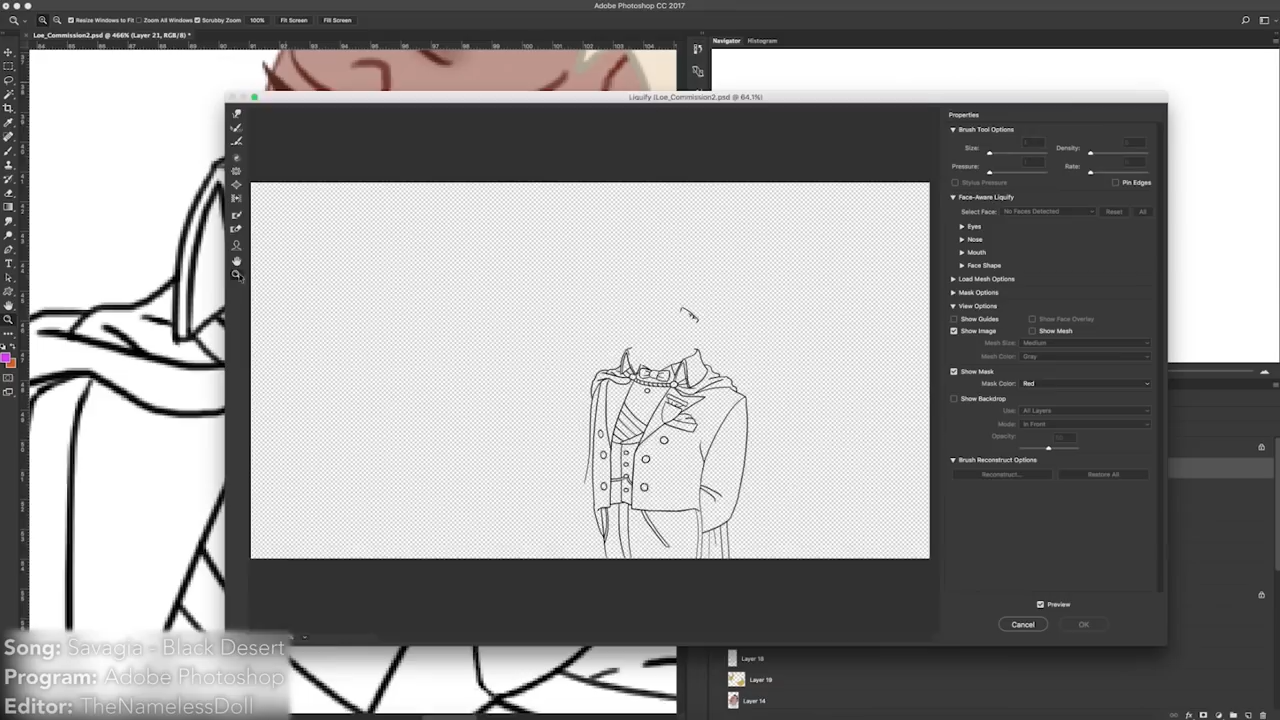 Adobe Photoshop CC 2017
Resize Windows to Fit
Zoom All Windows
Scrubby Zoom
100%
Fit Screen
Fill Screen
Loe_Commission2.psd @ 466% (Layer 21, RGB/8) *
Navigator
Histogram
Liquify (Loe_Commission2.psd @ 64.1%)
Properties
Brush Tool Options
Size:
Density:
Pressure:
Rate:
Stylus Pressure
Pin Edges
Face-Aware Liquify
Select Face: No Faces Detected
Reset
All
Eyes
Nose
Mouth
Face Shape
Load Mesh Options
Mask Options
View Options
Show Guides
Show Face Overlay
Show Image
Show Mesh
Mesh Size: Medium
Mesh Color: Gray
Show Mask
Mask Color: Red
Show Backdrop
Use: All Layers
Mode: In Front
Opacity:
Brush Reconstruct Options
Reconstruct...
Restore All
Preview
Cancel
OK
Layer 18
Layer 19
Layer 14
Song: Savagia - Black Desert
Program: Adobe Photoshop
Editor: TheNamelessDoll